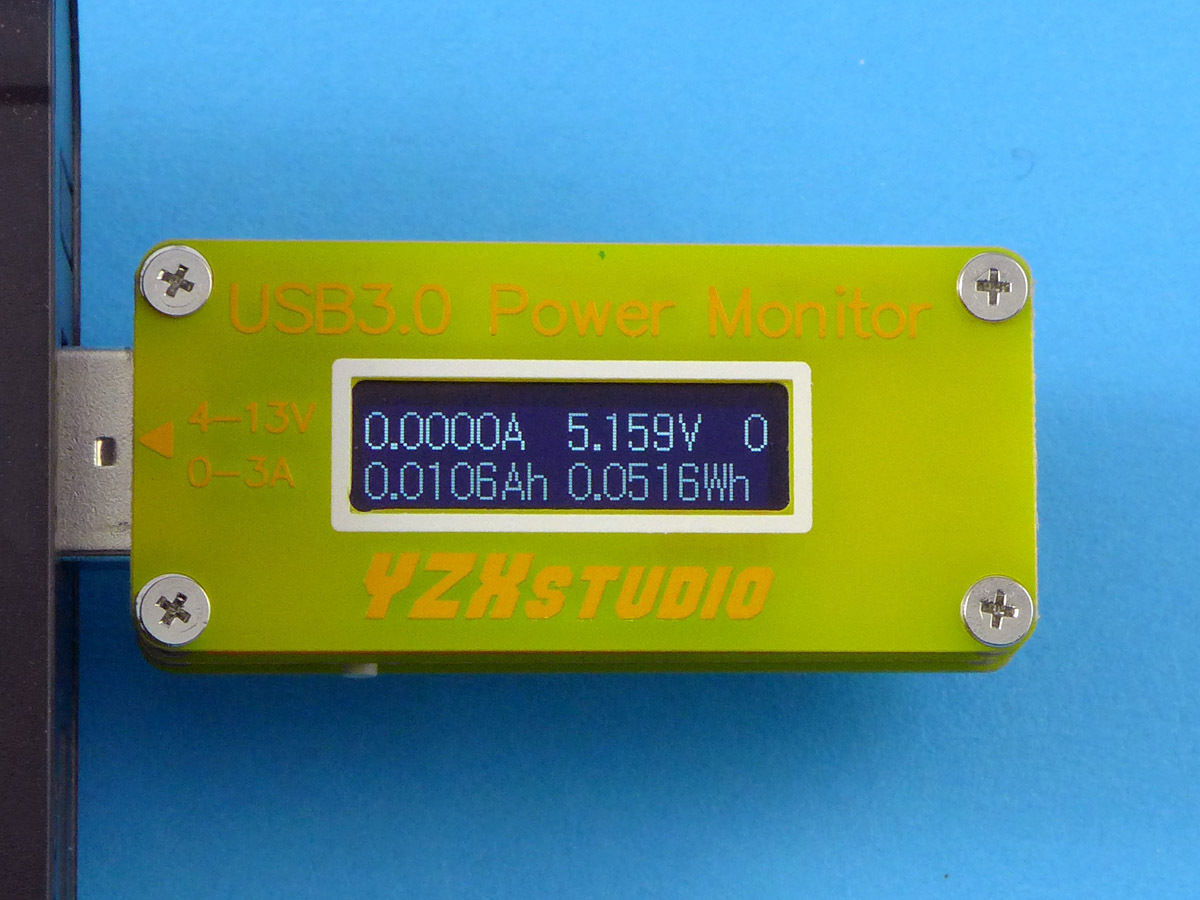 USB3.0 Power Monitor
4-13V
0-3A
0.0000A 5.159V 0
0.0106Ah 0.0516Wh
YZXSTUDIO